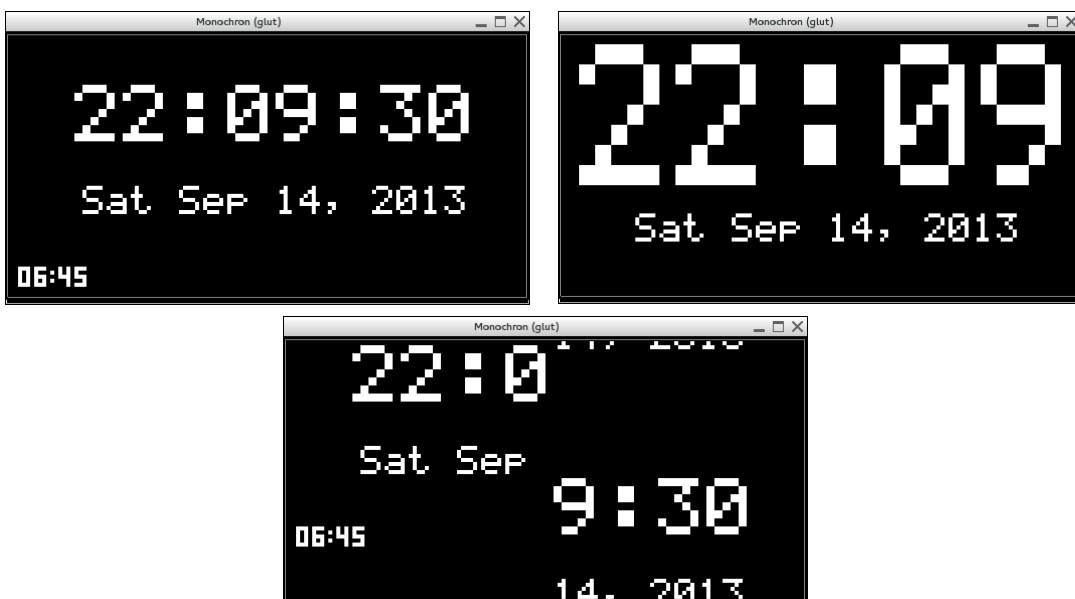 Monochron (glut)
22:09:30
Sat Sep 14, 2013
06:45
Monochron (glut)
22:09
Sat Sep 14, 2013
Monochron (glut)
22:0
Sat Sep
9:30
06:45
14, 2013